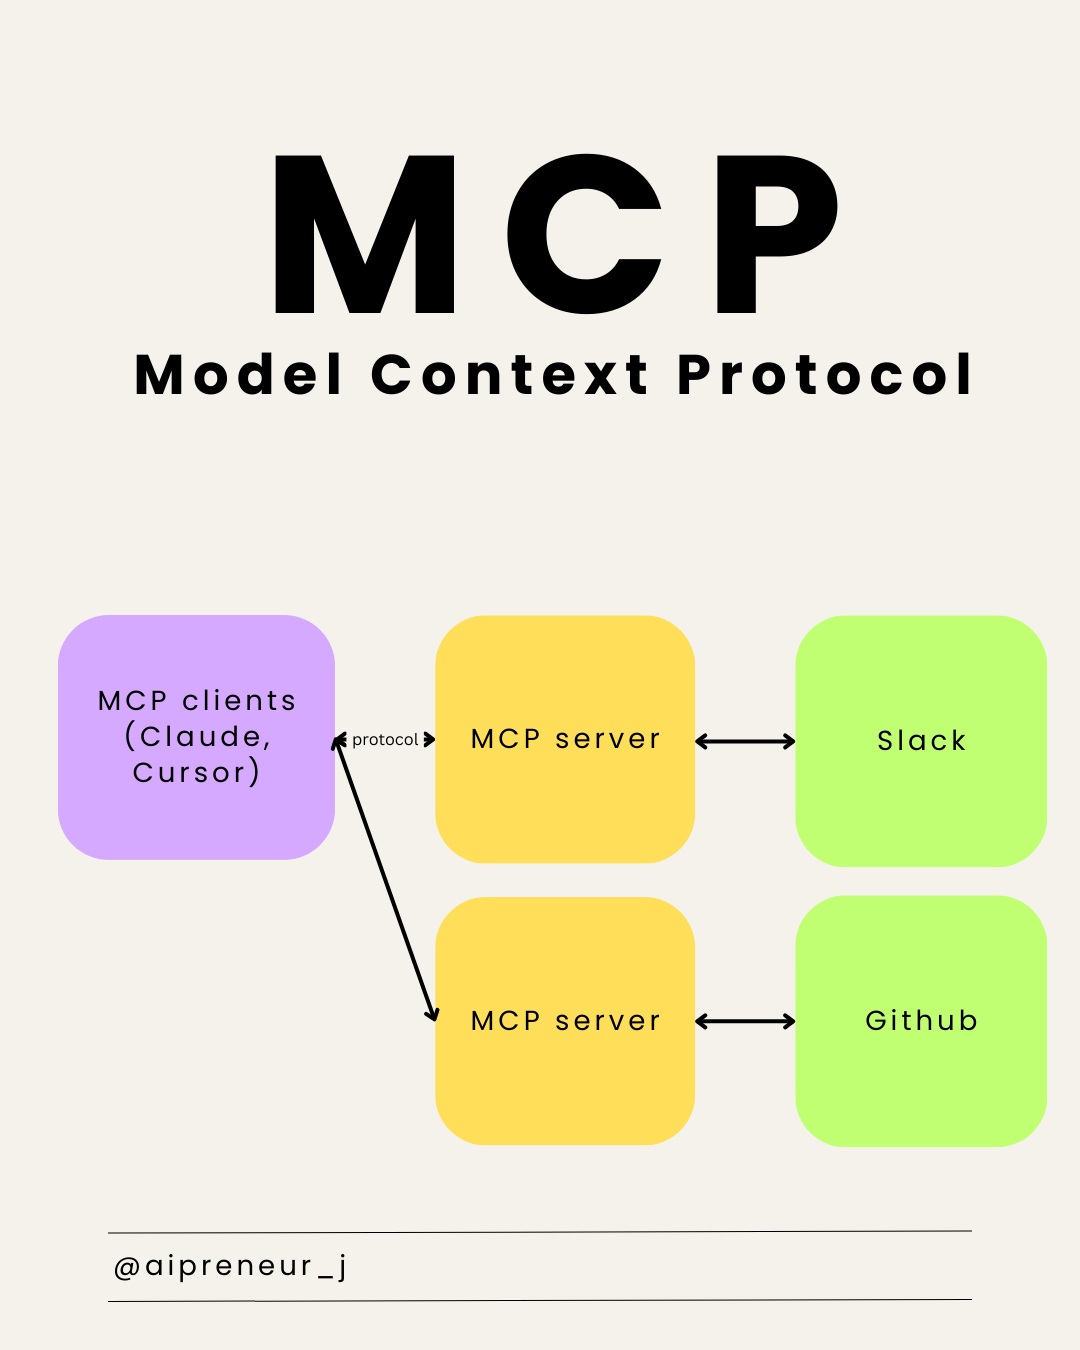 MCP
Model Context Protocol
MCP clients
(Claude,
Cursor)
protocol
MCP server
Slack
MCP server
Github
@aipreneur_j